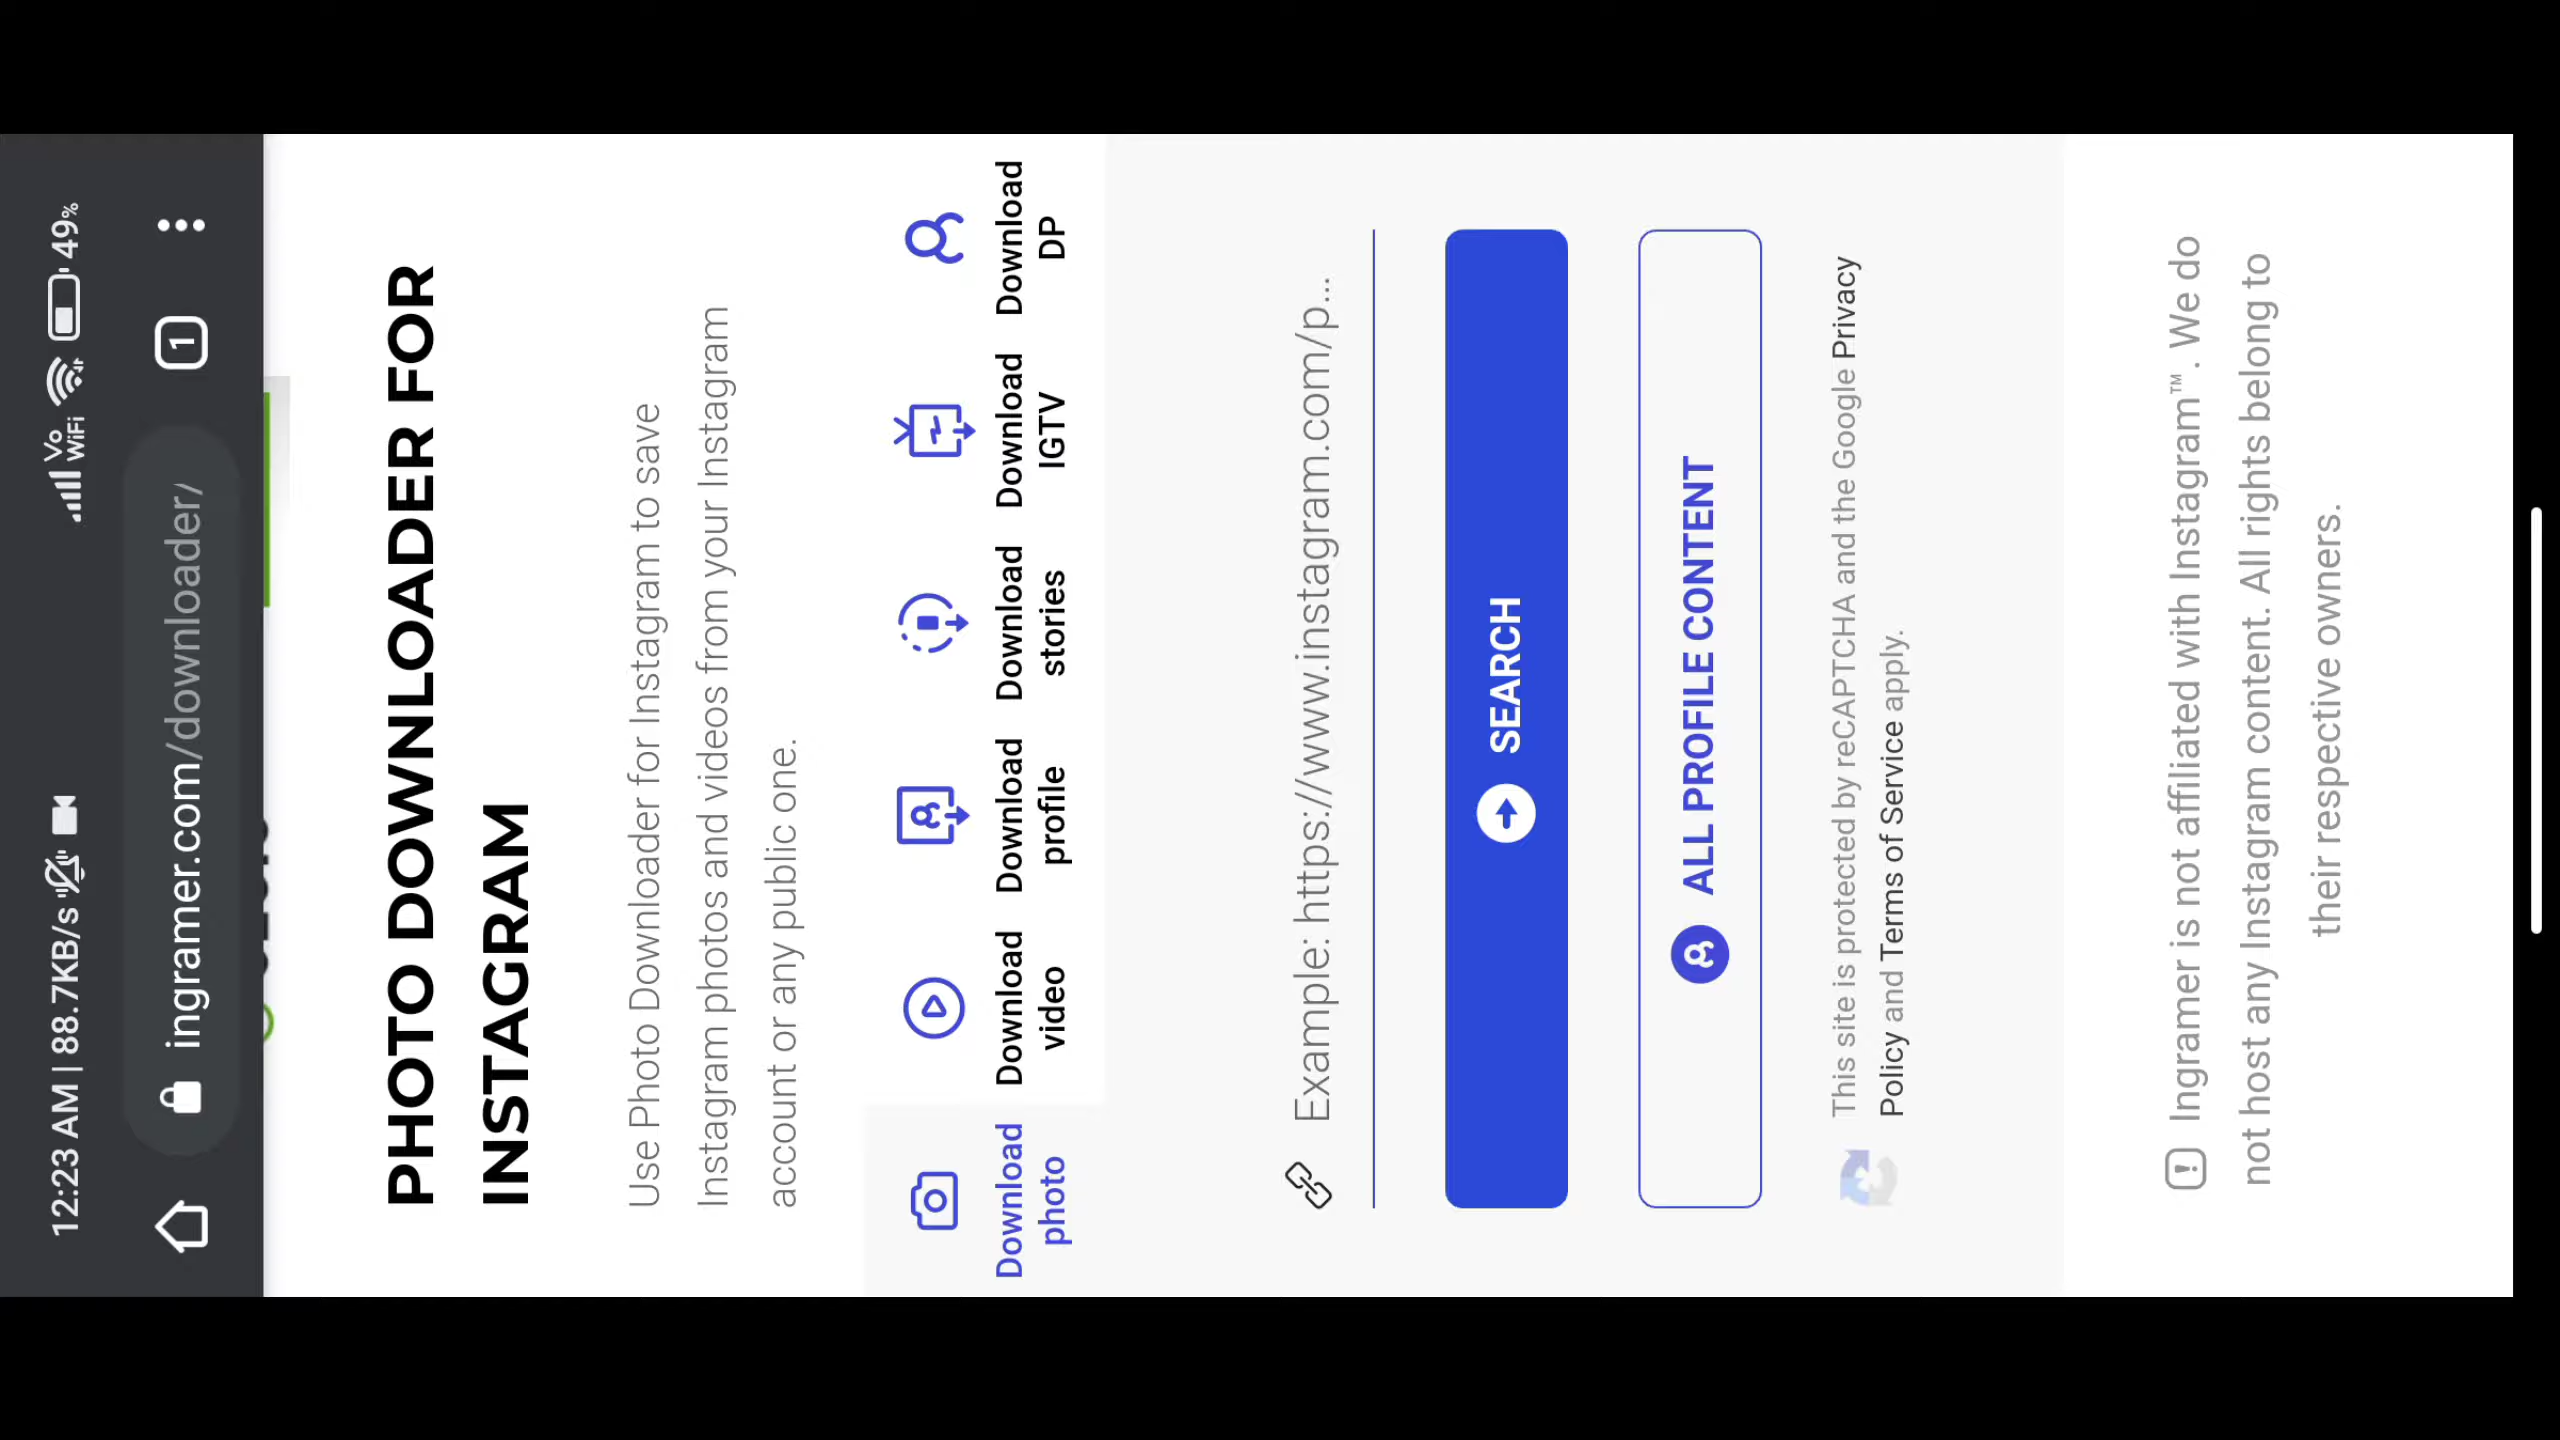 12:23 AM | 88.7KB/s
Vo
WiFi
49%
ingramer.com/downloader/
1
PHOTO DOWNLOADER FOR
INSTAGRAM
Use Photo Downloader for Instagram to save
Instagram photos and videos from your Instagram
account or any public one.
Download
photo
Download
video
Download
profile
Download
stories
Download
IGTV
Download
DP
Example: https://www.instagram.com/p...
SEARCH
ALL PROFILE CONTENT
This site is protected by reCAPTCHA and the Google Privacy
Policy and Terms of Service apply.
Ingramer is not affiliated with Instagram™. We do
not host any Instagram content. All rights belong to
their respective owners.